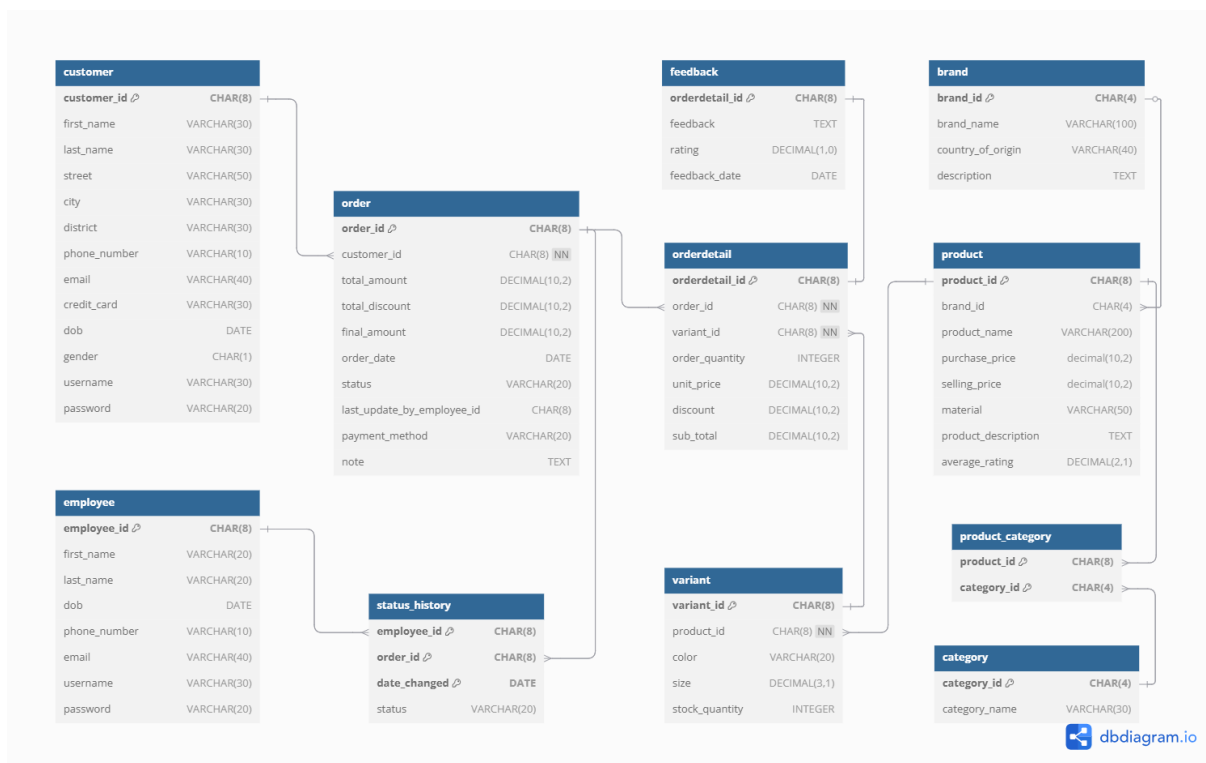 customer
customer_id CHAR(8)
first_name VARCHAR(30)
last_name VARCHAR(30)
street VARCHAR(50)
city VARCHAR(30)
district VARCHAR(30)
phone_number VARCHAR(10)
email VARCHAR(40)
credit_card VARCHAR(30)
dob DATE
gender CHAR(1)
username VARCHAR(30)
password VARCHAR(20)
employee
employee_id CHAR(8)
first_name VARCHAR(20)
last_name VARCHAR(20)
dob DATE
phone_number VARCHAR(10)
email VARCHAR(40)
username VARCHAR(30)
password VARCHAR(20)
order
order_id CHAR(8)
customer_id CHAR(8) NN
total_amount DECIMAL(10,2)
total_discount DECIMAL(10,2)
final_amount DECIMAL(10,2)
order_date DATE
status VARCHAR(20)
last_update_by_employee_id CHAR(8)
payment_method VARCHAR(20)
note TEXT
status_history
employee_id CHAR(8)
order_id CHAR(8)
date_changed DATE
status VARCHAR(20)
feedback
orderdetail_id CHAR(8)
feedback TEXT
rating DECIMAL(1,0)
feedback_date DATE
orderdetail
orderdetail_id CHAR(8)
order_id CHAR(8) NN
variant_id CHAR(8) NN
order_quantity INTEGER
unit_price DECIMAL(10,2)
discount DECIMAL(10,2)
sub_total DECIMAL(10,2)
variant
variant_id CHAR(8)
product_id CHAR(8) NN
color VARCHAR(20)
size DECIMAL(3,1)
stock_quantity INTEGER
brand
brand_id CHAR(4)
brand_name VARCHAR(100)
country_of_origin VARCHAR(40)
description TEXT
product
product_id CHAR(8)
brand_id CHAR(4)
product_name VARCHAR(200)
purchase_price decimal(10,2)
selling_price decimal(10,2)
material VARCHAR(50)
product_description TEXT
average_rating DECIMAL(2,1)
product_category
product_id CHAR(8)
category_id CHAR(4)
category
category_id CHAR(4)
category_name VARCHAR(30)
dbdiagram.io